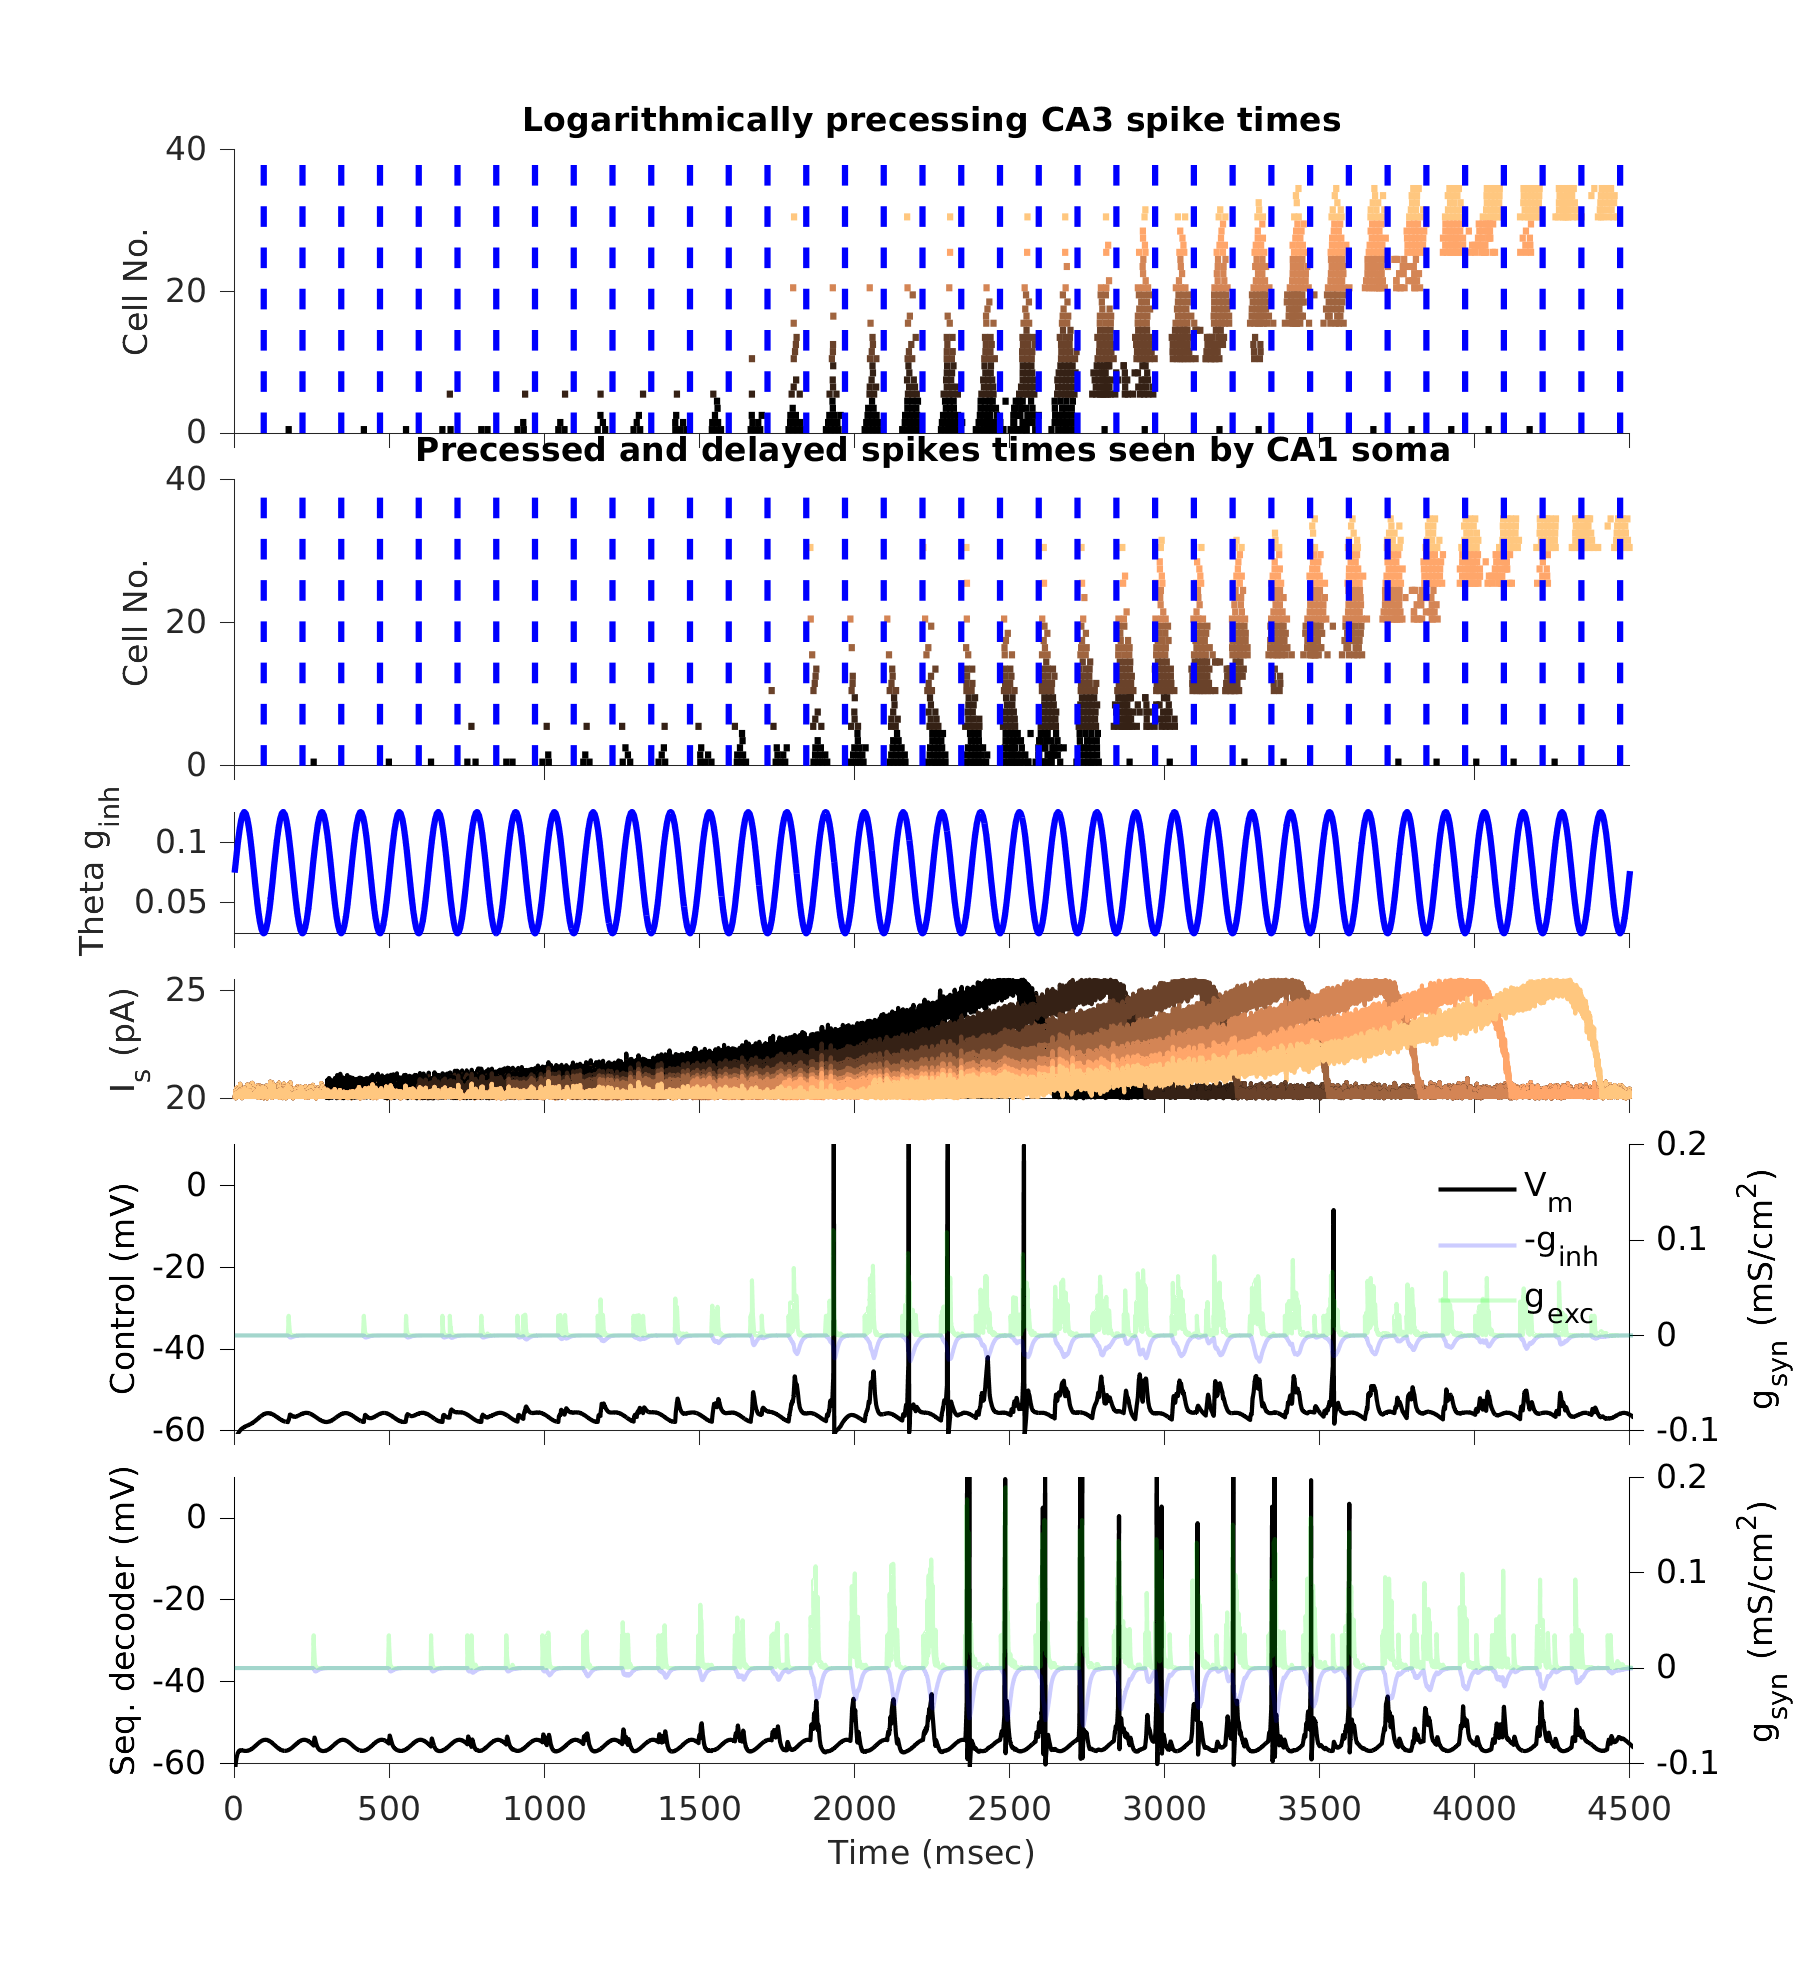 Logarithmically precessing CA3 spike times
40
20
0
Cell No.
Precessed and delayed spikes times seen by CA1 soma
40
20
0
Cell No.
0.1
0.05
Theta g_inh
25
20
I_s (pA)
0
-20
-40
-60
Control (mV)
V_m
-g_inh
g_exc
0.2
0.1
0
-0.1
g_syn (mS/cm^2)
0
-20
-40
-60
Seq. decoder (mV)
0.2
0.1
0
-0.1
g_syn (mS/cm^2)
0 500 1000 1500 2000 2500 3000 3500 4000 4500
Time (msec)